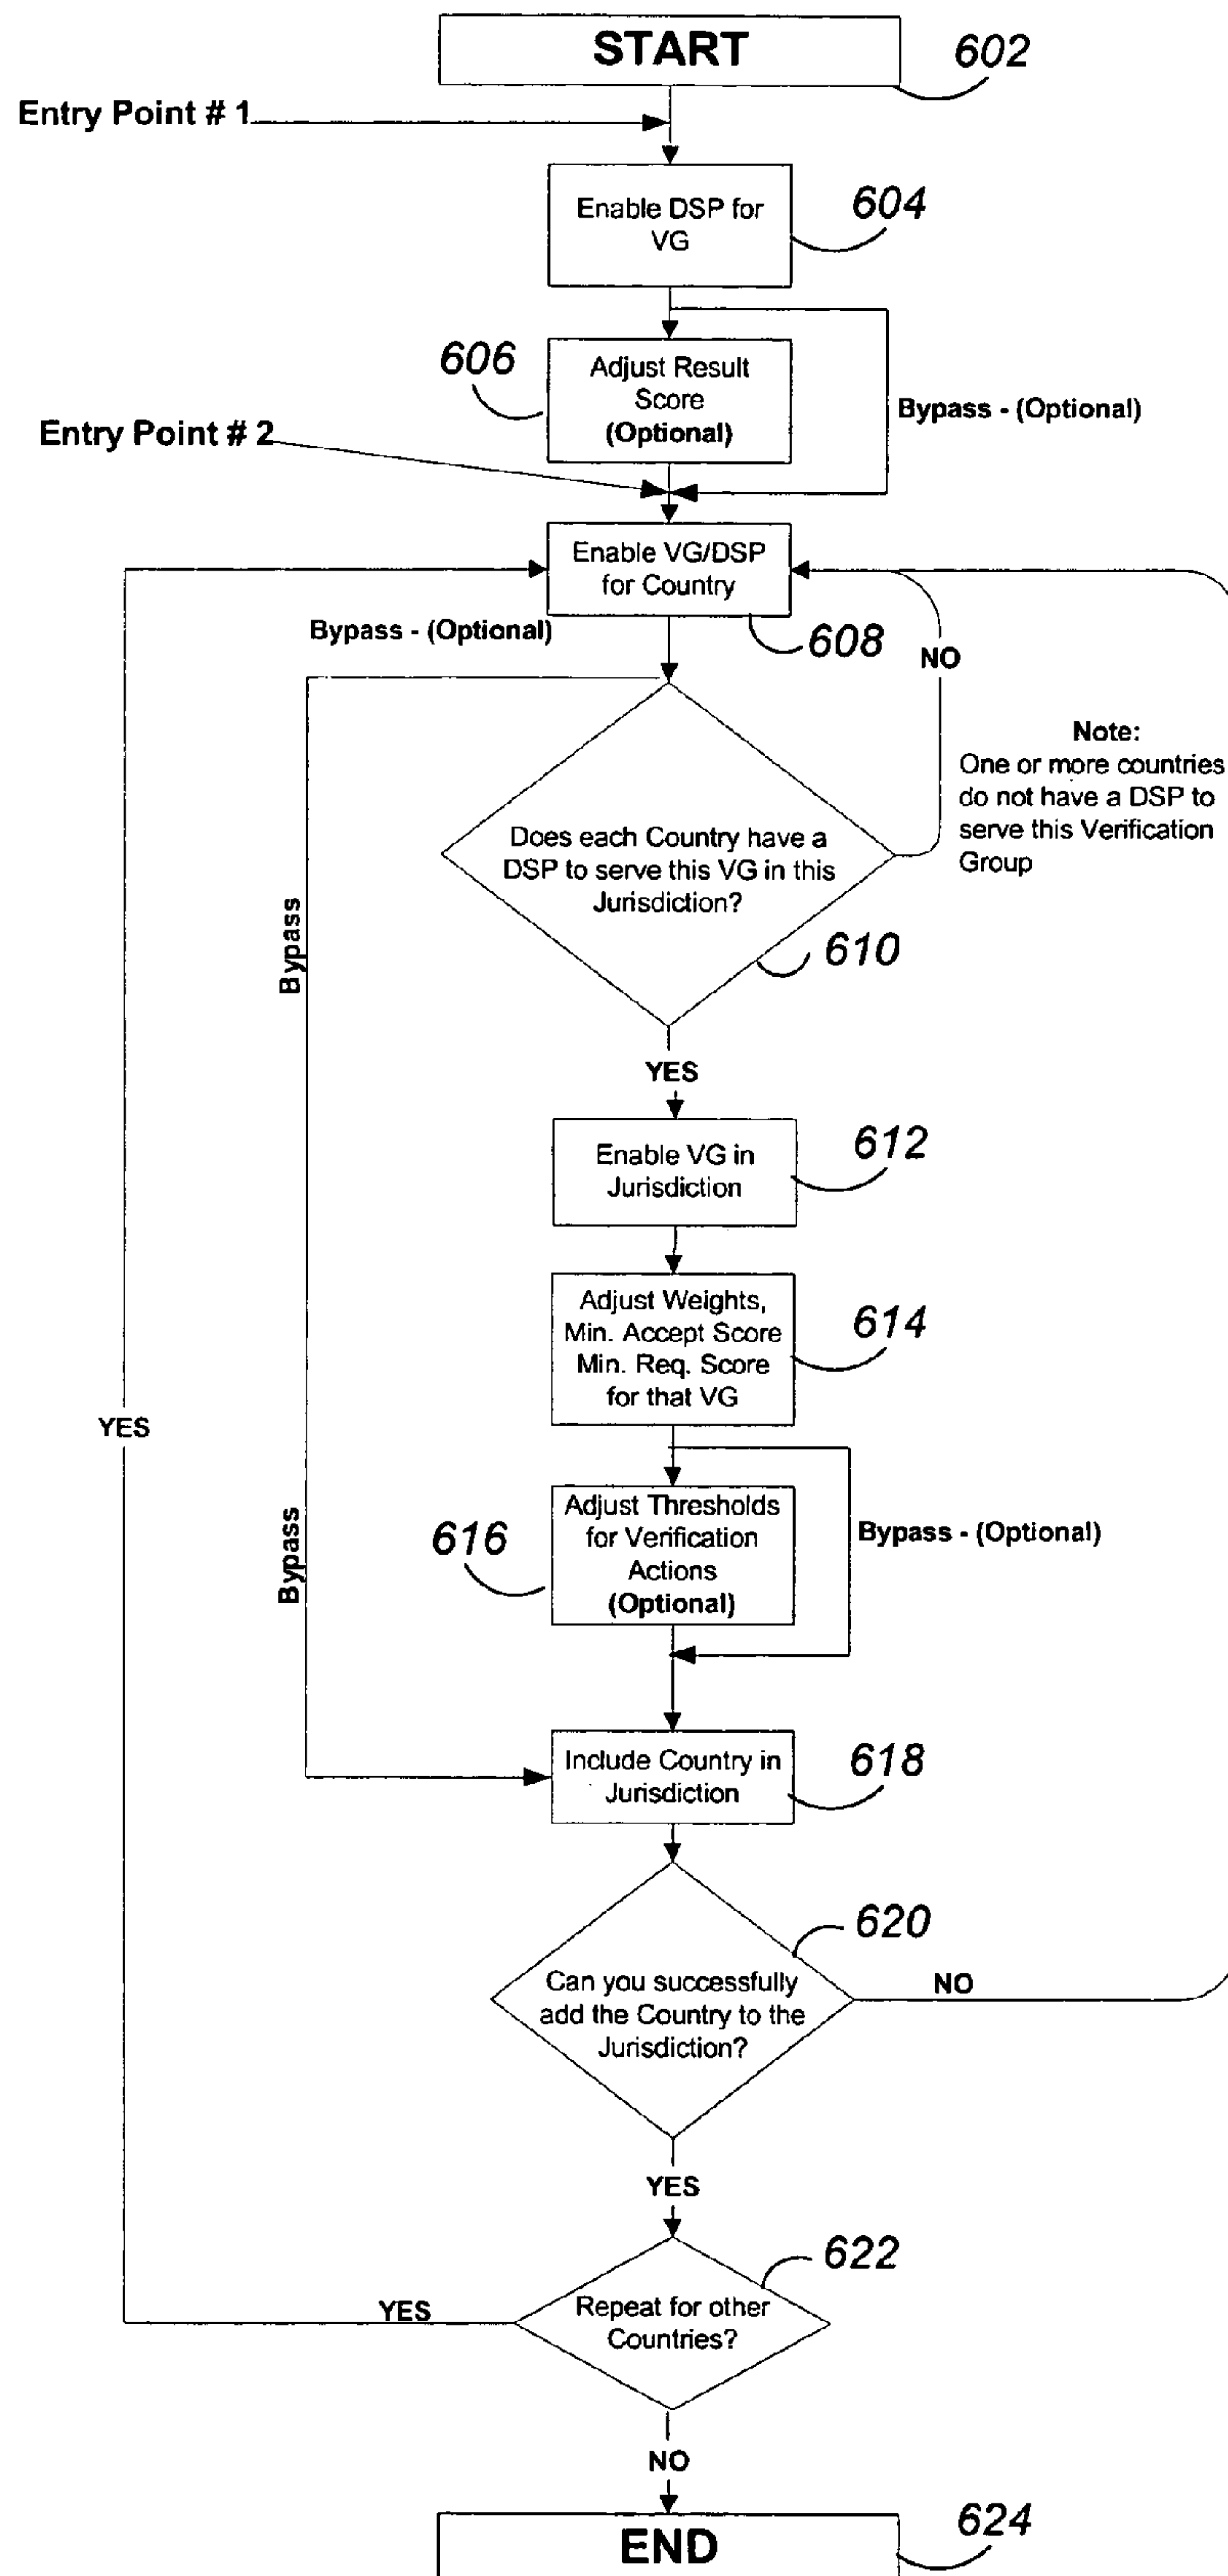 START
602
Entry Point # 1
Enable DSP for
VG
604
606
Adjust Result
Score
(Optional)
Bypass - (Optional)
Entry Point # 2
Enable VG/DSP
for Country
Bypass - (Optional)
608
NO
Note:
One or more countries
do not have a DSP to
serve this Verification
Group
Does each Country have a
DSP to serve this VG in this
Jurisdiction?
Bypass
610
YES
Enable VG in
Jurisdiction
612
Adjust Weights,
Min. Accept Score
Min. Req. Score
for that VG
614
YES
Adjust Thresholds
for Verification
Actions
(Optional)
616
Bypass - (Optional)
Bypass
Include Country in
Jurisdiction
618
620
Can you successfully
add the Country to the
Jurisdiction?
NO
YES
622
Repeat for other
Countries?
YES
NO
END
624